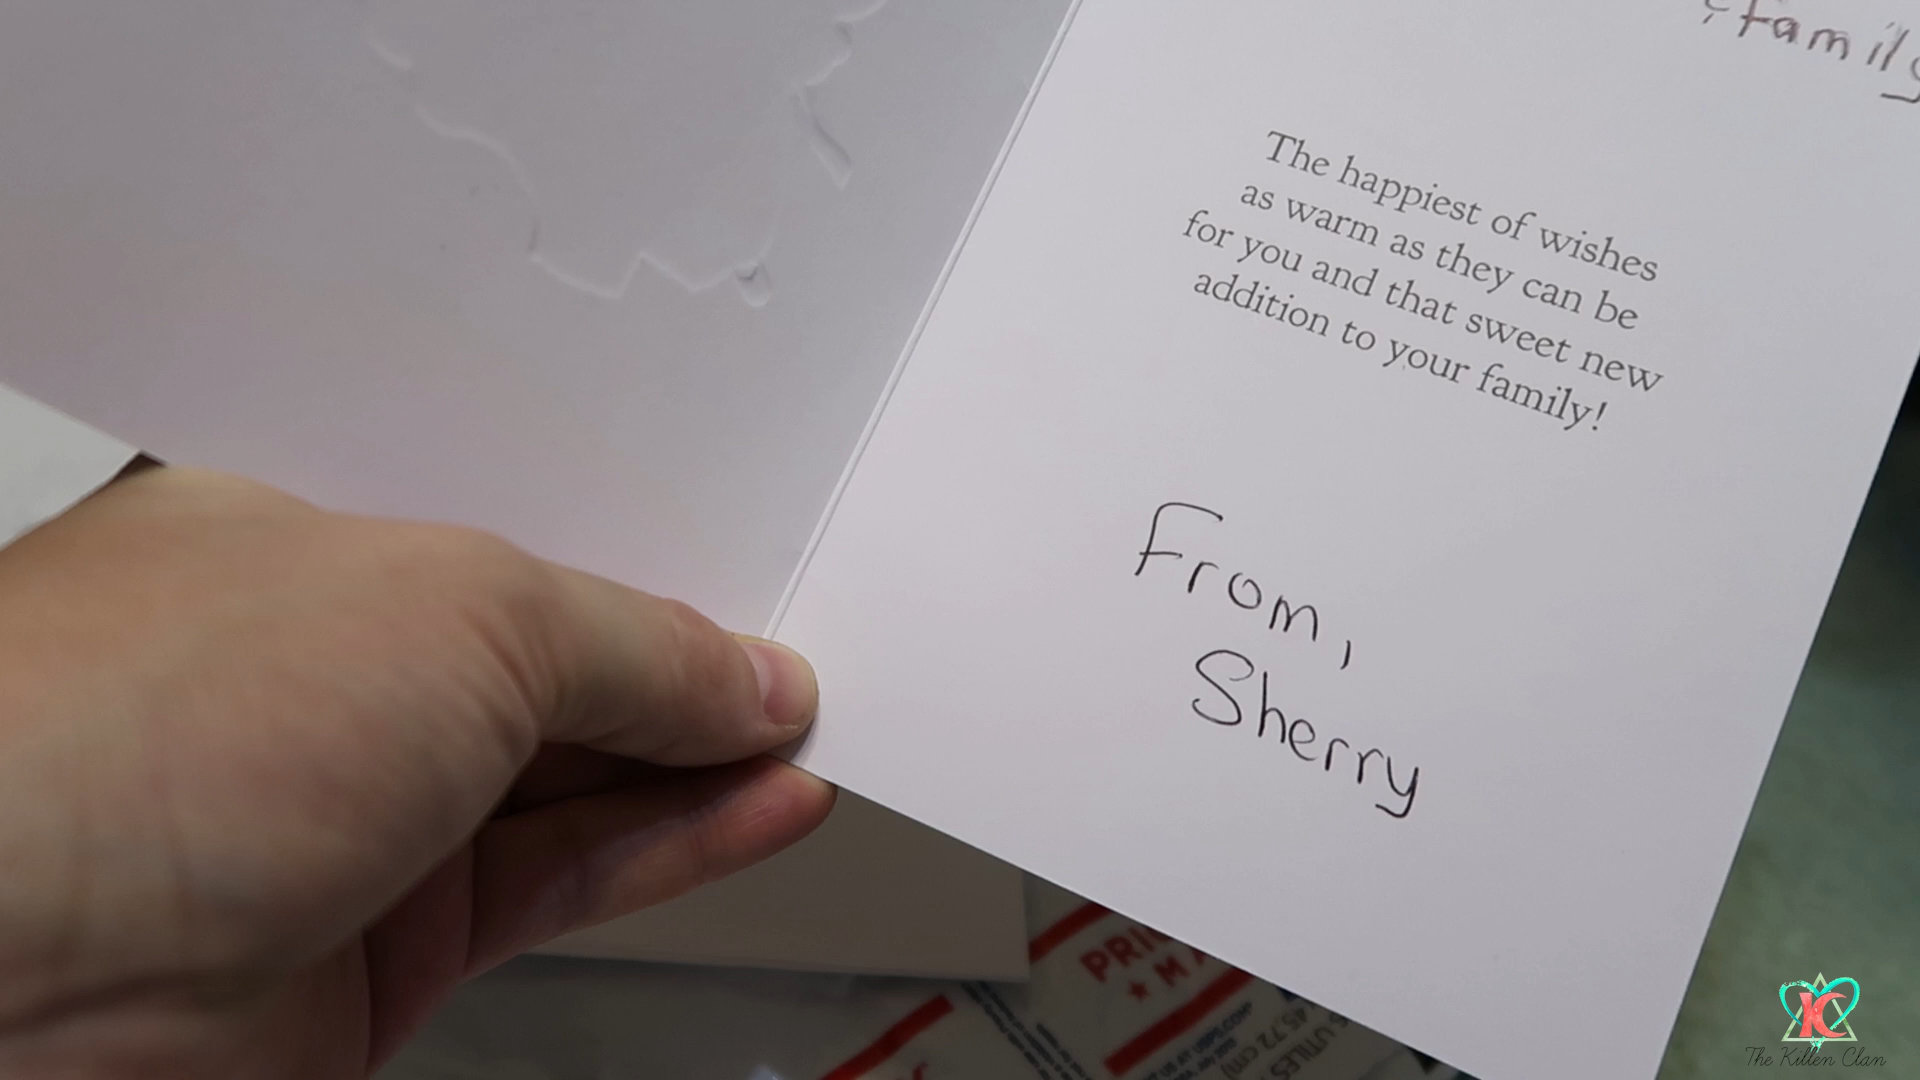 & family
The happiest of wishes
as warm as they can be
for you and that sweet new
addition to your family!
From,
Sherry
KC
The Killen Clan